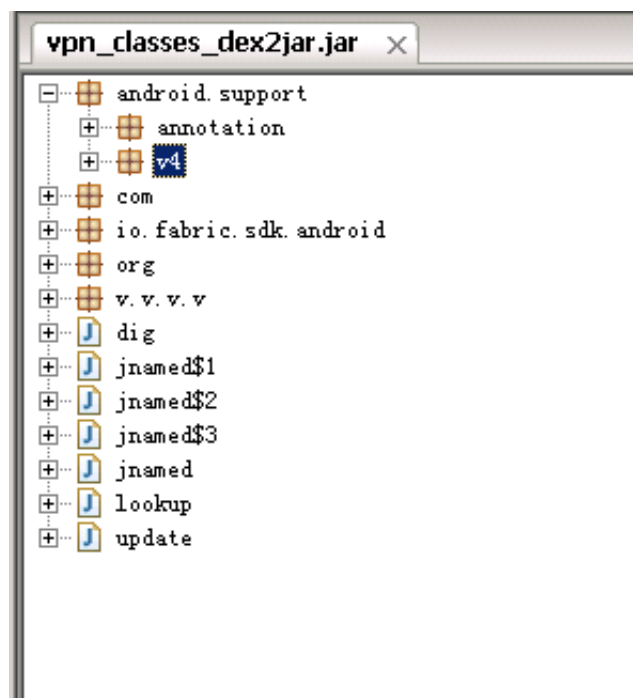 vpn_classes_dex2jar.jar
android.support
annotation
v4
com
io.fabric.sdk.android
org
v.v.v.v
dig
jnamed$1
jnamed$2
jnamed$3
jnamed
lookup
update